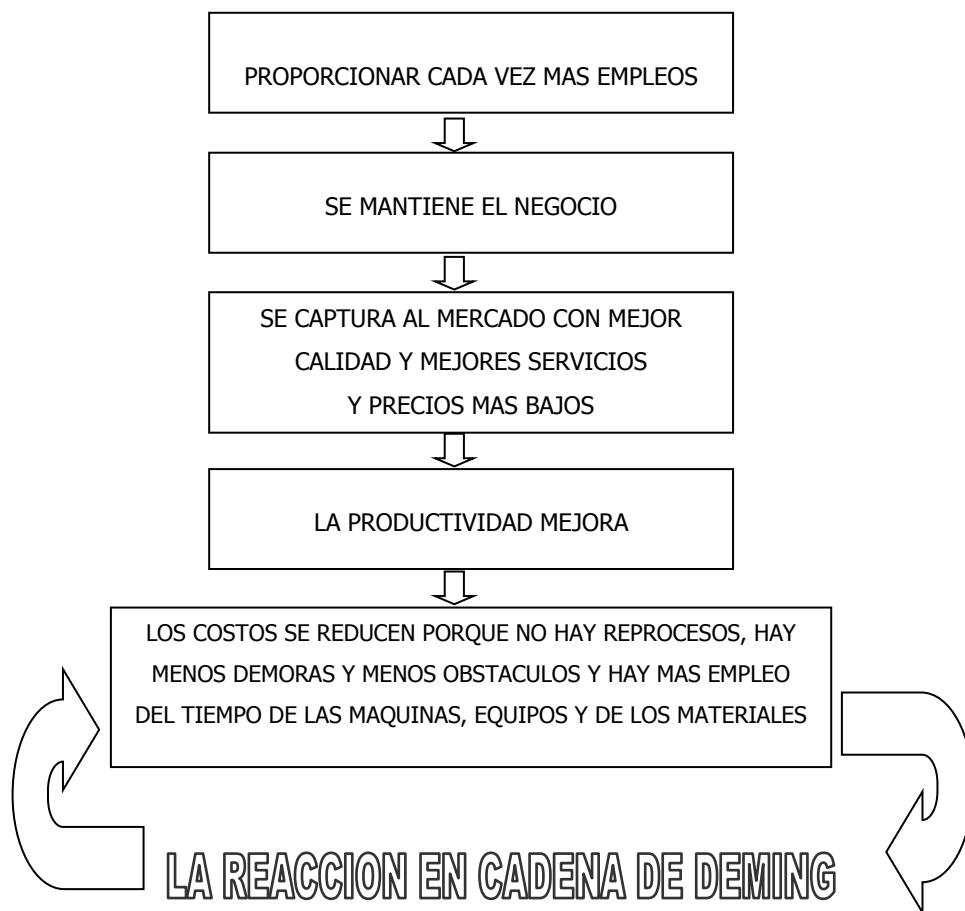 PROPORCIONAR CADA VEZ MAS EMPLEOS
SE MANTIENE EL NEGOCIO
SE CAPTURA AL MERCADO CON MEJOR
CALIDAD Y MEJORES SERVICIOS
Y PRECIOS MAS BAJOS
LA PRODUCTIVIDAD MEJORA
LOS COSTOS SE REDUCEN PORQUE NO HAY REPROCESOS, HAY
MENOS DEMORAS Y MENOS OBSTACULOS Y HAY MAS EMPLEO
DEL TIEMPO DE LAS MAQUINAS, EQUIPOS Y DE LOS MATERIALES
LA REACCION EN CADENA DE DEMING